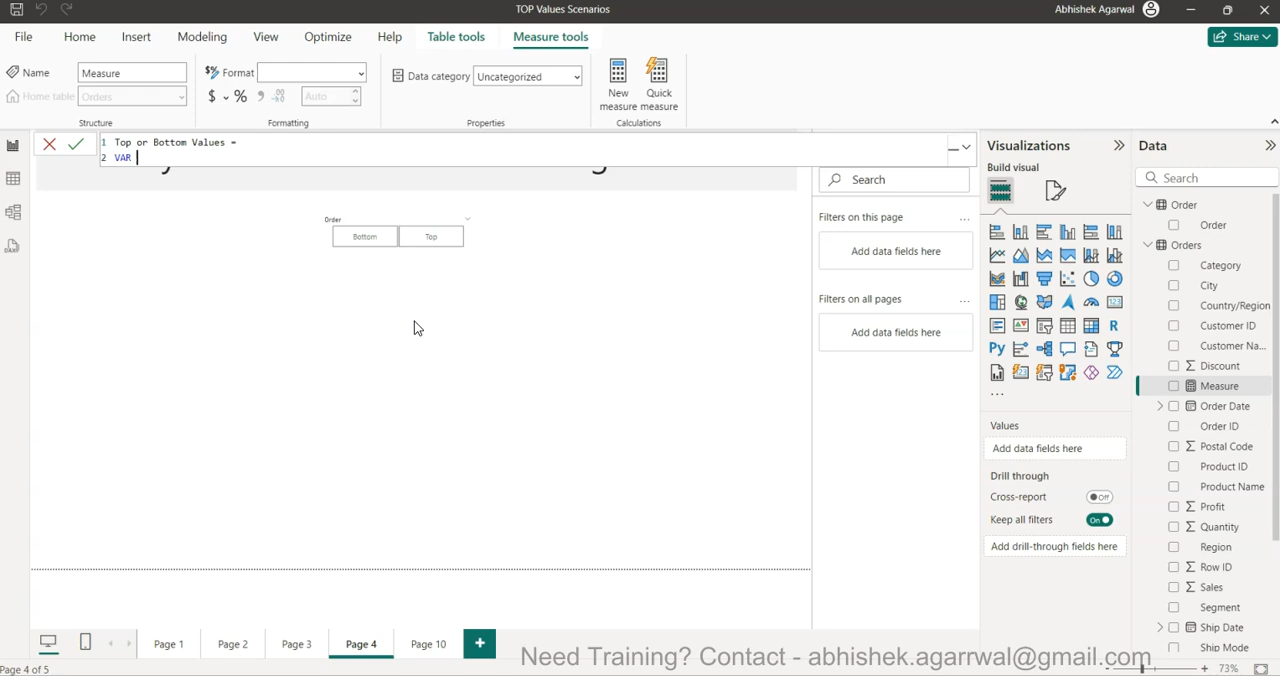 TOP Values Scenarios
Abhishek Agarwal
File Home Insert Modeling View Optimize Help Table tools Measure tools
Share
Name Measure
Home table Orders
Structure
Format
$ % Auto
Formatting
Data category Uncategorized
Properties
New measure
Quick measure
Calculations
1 Top or Bottom Values =
2 VAR
Order
Bottom Top
Search
Filters on this page ...
Add data fields here
Filters on all pages ...
Add data fields here
Visualizations
Build visual
R
Py
123
...
Values
Add data fields here
Drill through
Cross-report Off
Keep all filters On
Add drill-through fields here
Data
Search
Order
Order
Orders
Category
City
Country/Region
Customer ID
Customer Na...
Discount
Measure
Order Date
Order ID
Postal Code
Product ID
Product Name
Profit
Quantity
Region
Row ID
Sales
Segment
Ship Date
Ship Mode
Page 1 Page 2 Page 3 Page 4 Page 10 +
Page 4 of 5
Need Training? Contact - abhishek.agarrwal@gmail.com
- + 73%